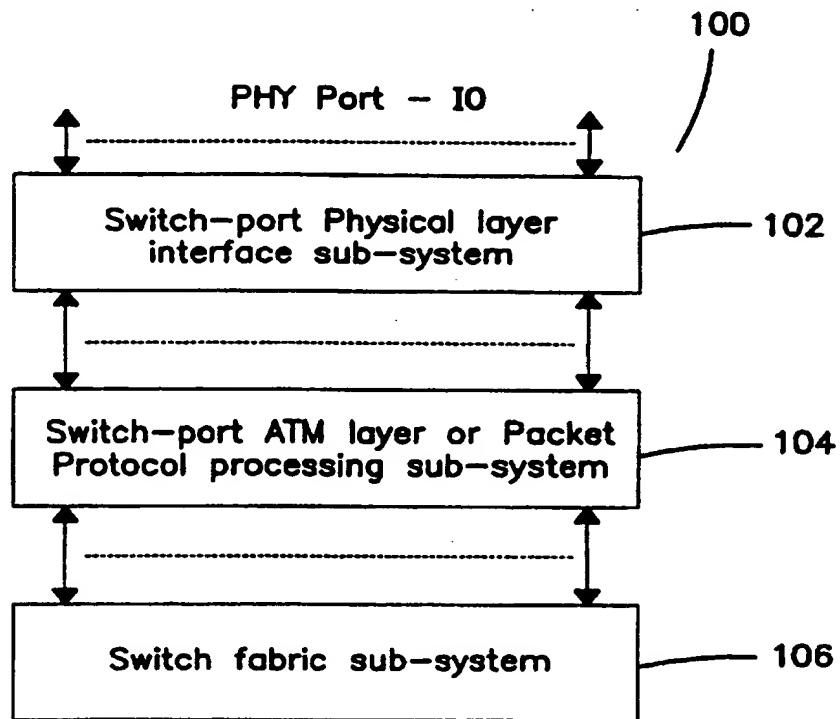 100
PHY Port - IO
Switch-port Physical layer
interface sub-system
102
Switch-port ATM layer or Packet
Protocol processing sub-system
104
Switch fabric sub-system
106